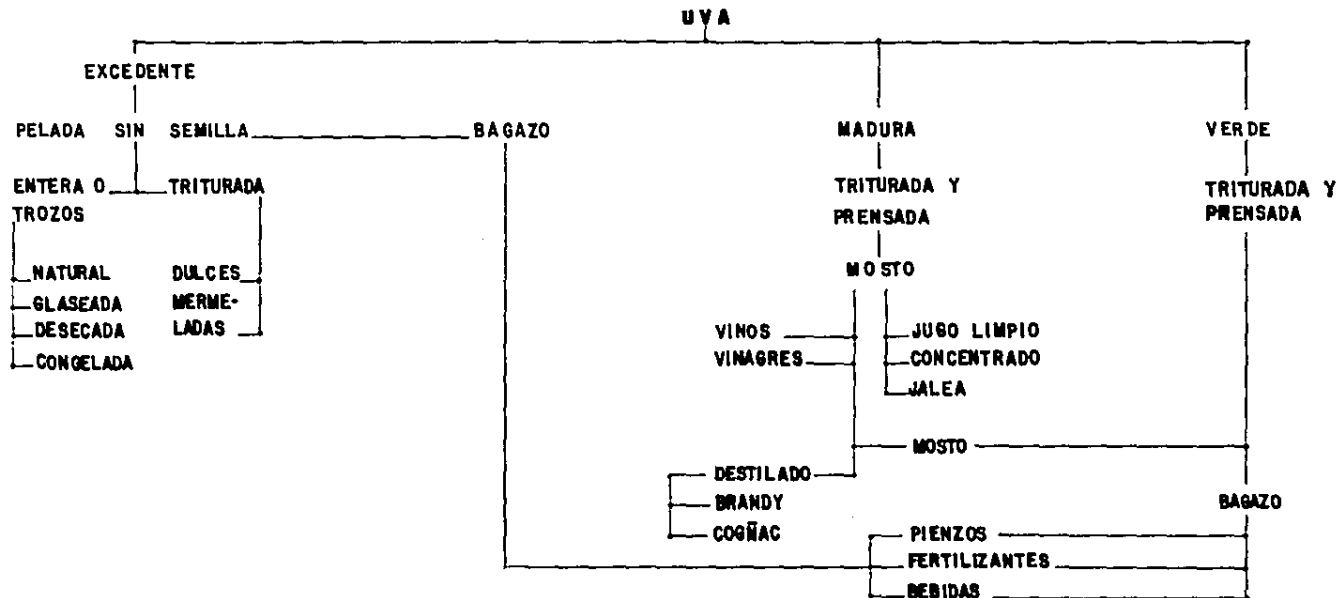 UVA
EXCEDENTE
PELADA SIN SEMILLA BAGAZO MADURA VERDE
ENTERA O TRITURADA TRITURADA Y TRITURADA Y
TROZOS PRENSADA PRENSADA
NATURAL DULCES MOSTO
GLASEADA MERME-
DESECADA LADAS VINOS JUGO LIMPIO
CONGELADA VINAGRES CONCENTRADO
JALEA
MOSTO
DESTILADO
BRANDY BAGAZO
COGÑAC PIENZOS
FERTILIZANTES
BEBIDAS